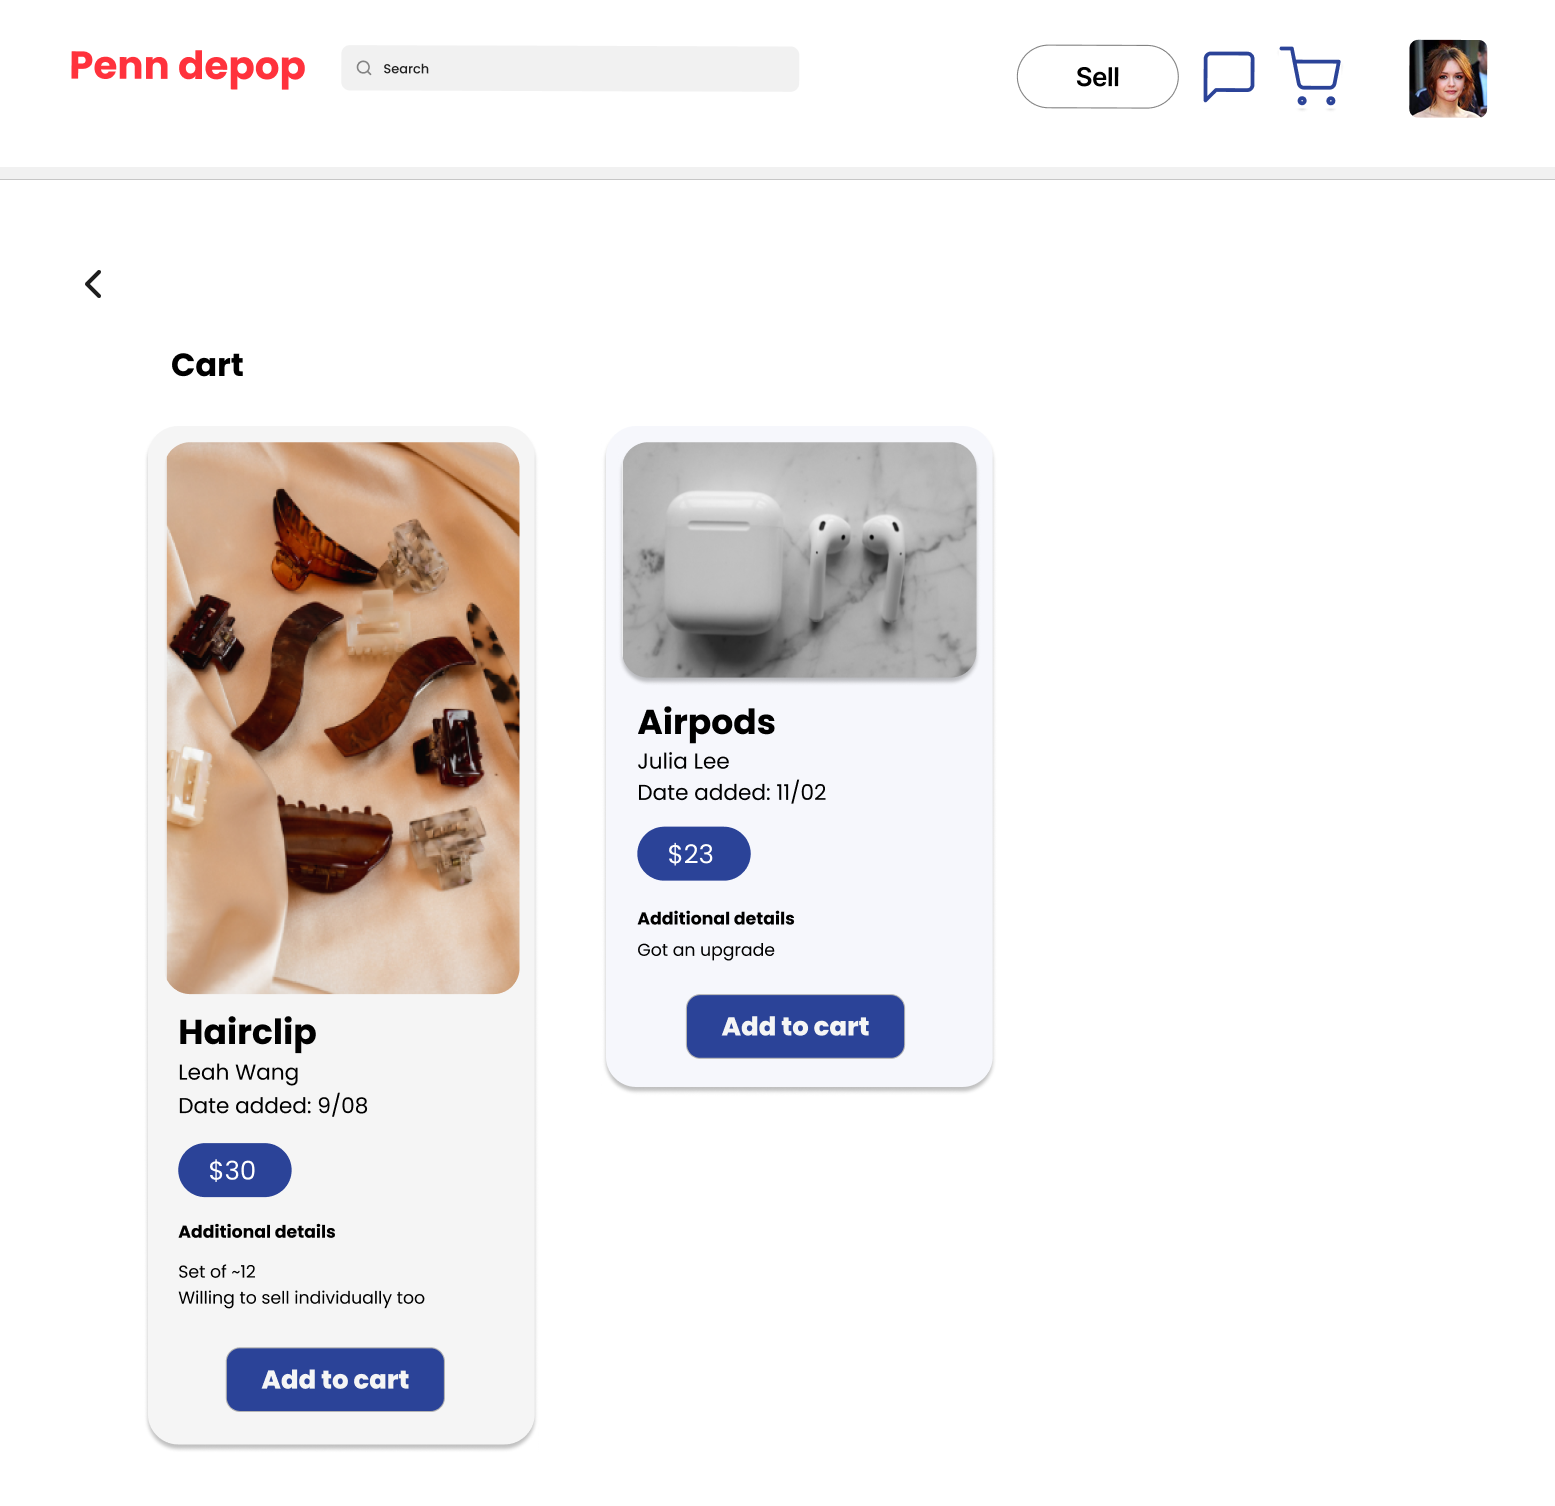 Penn depop
Search
Sell
Cart
Hairclip
Leah Wang
Date added: 9/08
$30
Additional details
Set of ~12
Willing to sell individually too
Add to cart
Airpods
Julia Lee
Date added: 11/02
$23
Additional details
Got an upgrade
Add to cart